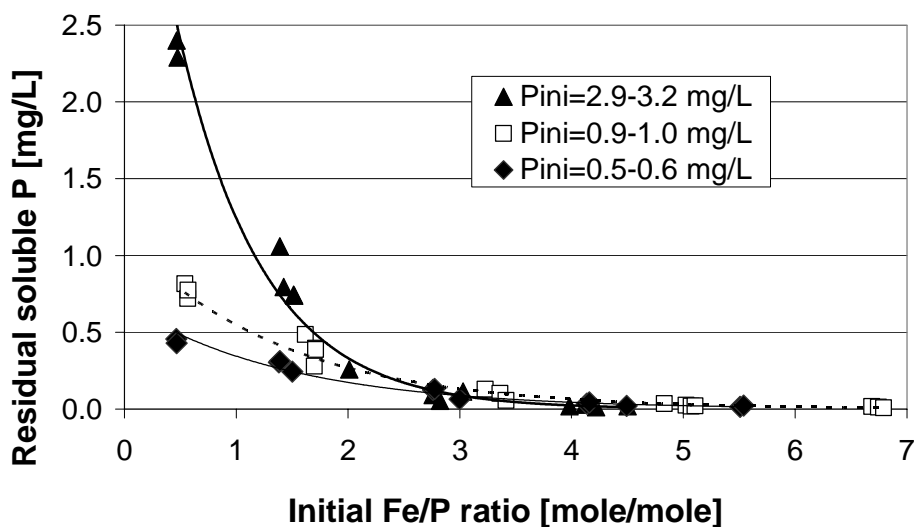 Residual soluble P [mg/L]
2.5
2.0
1.5
1.0
0.5
0.0
Pini=2.9-3.2 mg/L
Pini=0.9-1.0 mg/L
Pini=0.5-0.6 mg/L
0 1 2 3 4 5 6 7
Initial Fe/P ratio [mole/mole]